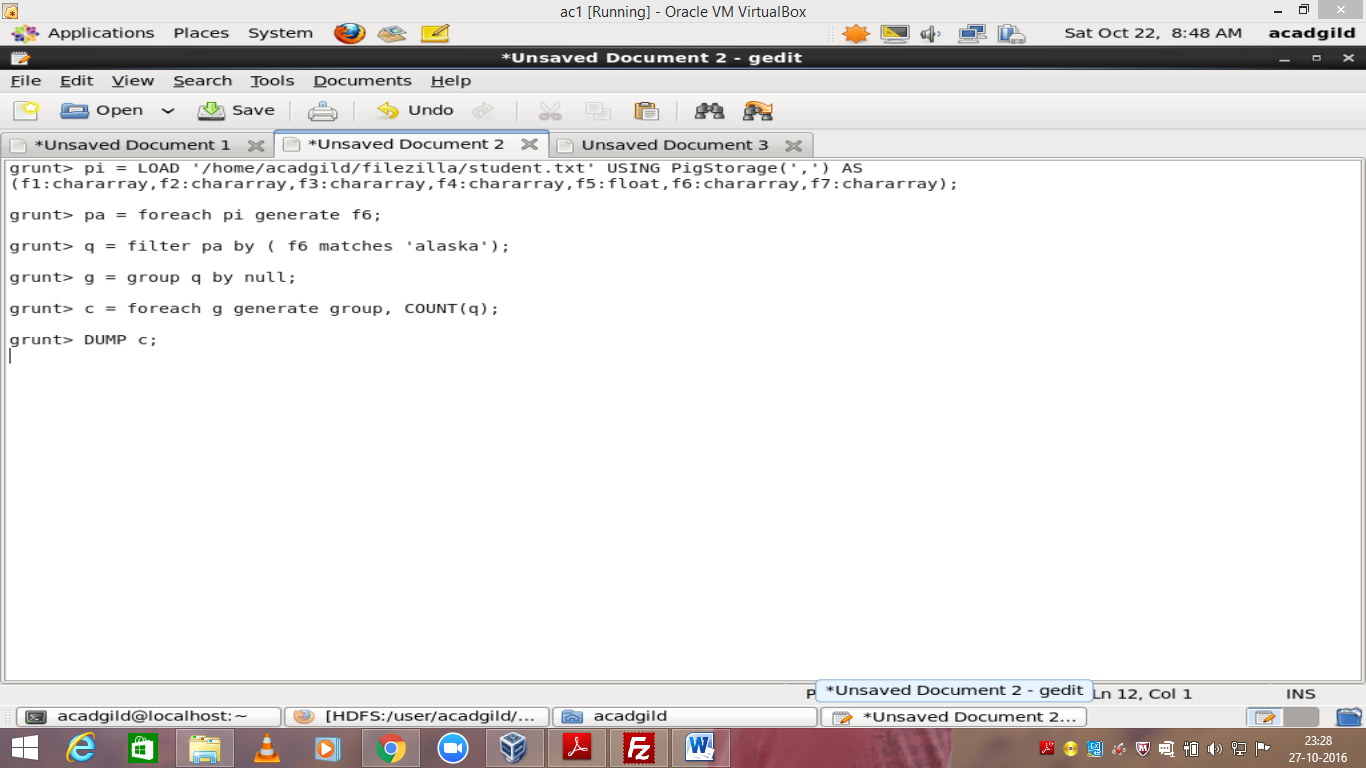 ac1 [Running] - Oracle VM VirtualBox
Applications Places System Sat Oct 22, 8:48 AM acadgild
*Unsaved Document 2 - gedit
File Edit View Search Tools Documents Help
Open Save Undo
*Unsaved Document 1 *Unsaved Document 2 Unsaved Document 3
grunt> pi = LOAD '/home/acadgild/filezilla/student.txt' USING PigStorage(',') AS
(f1:chararray,f2:chararray,f3:chararray,f4:chararray,f5:float,f6:chararray,f7:chararray);
grunt> pa = foreach pi generate f6;
grunt> q = filter pa by ( f6 matches 'alaska');
grunt> g = group q by null;
grunt> c = foreach g generate group, COUNT(q);
grunt> DUMP c;
*Unsaved Document 2 - gedit Ln 12, Col 1 INS
acadgild@localhost:~ [HDFS:/user/acadgild/... acadgild *Unsaved Document 2...
23:28
27-10-2016